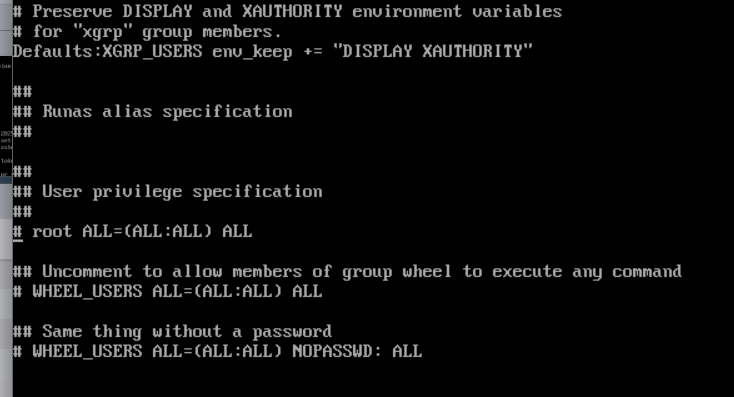 # Preserve DISPLAY and XAUTHORITY environment variables
# for "xgrp" group members.
Defaults:XGRP_USERS env_keep += "DISPLAY XAUTHORITY"
##
## Runas alias specification
##
##
## User privilege specification
##
# root ALL=(ALL:ALL) ALL
## Uncomment to allow members of group wheel to execute any command
# WHEEL_USERS ALL=(ALL:ALL) ALL
## Same thing without a password
# WHEEL_USERS ALL=(ALL:ALL) NOPASSWD: ALL